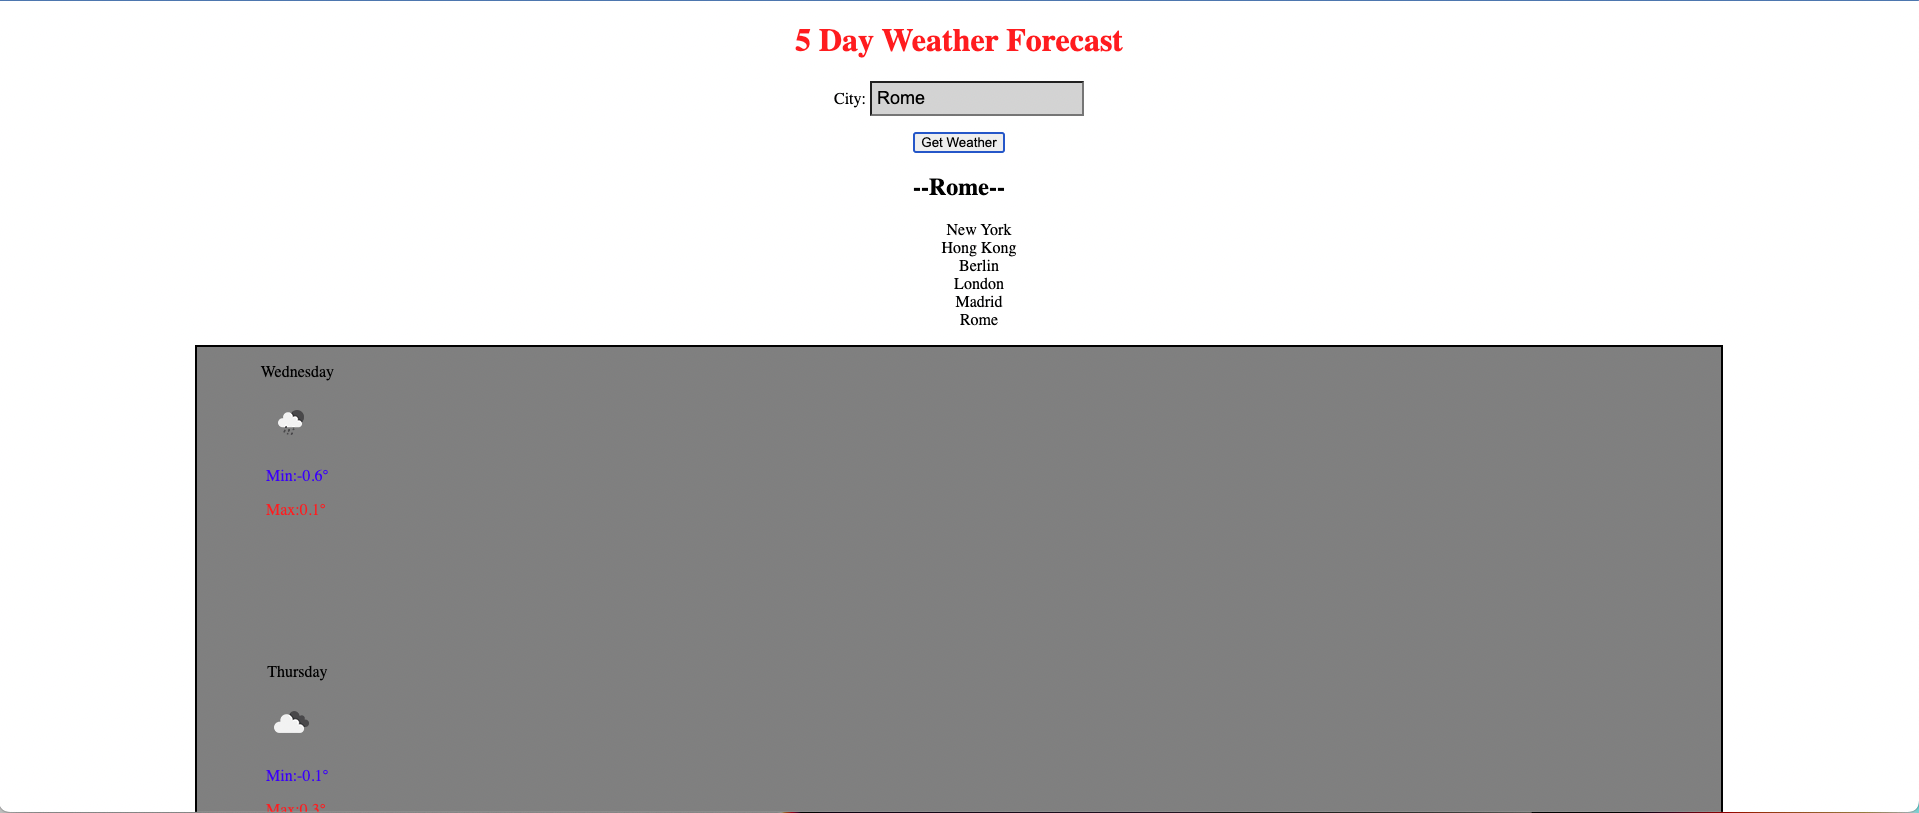 5 Day Weather Forecast
City: Rome
Get Weather
--Rome--
New York
Hong Kong
Berlin
London
Madrid
Rome
Wednesday
Min:-0.6°
Max:0.1°
Thursday
Min:-0.1°
Max:0.3°